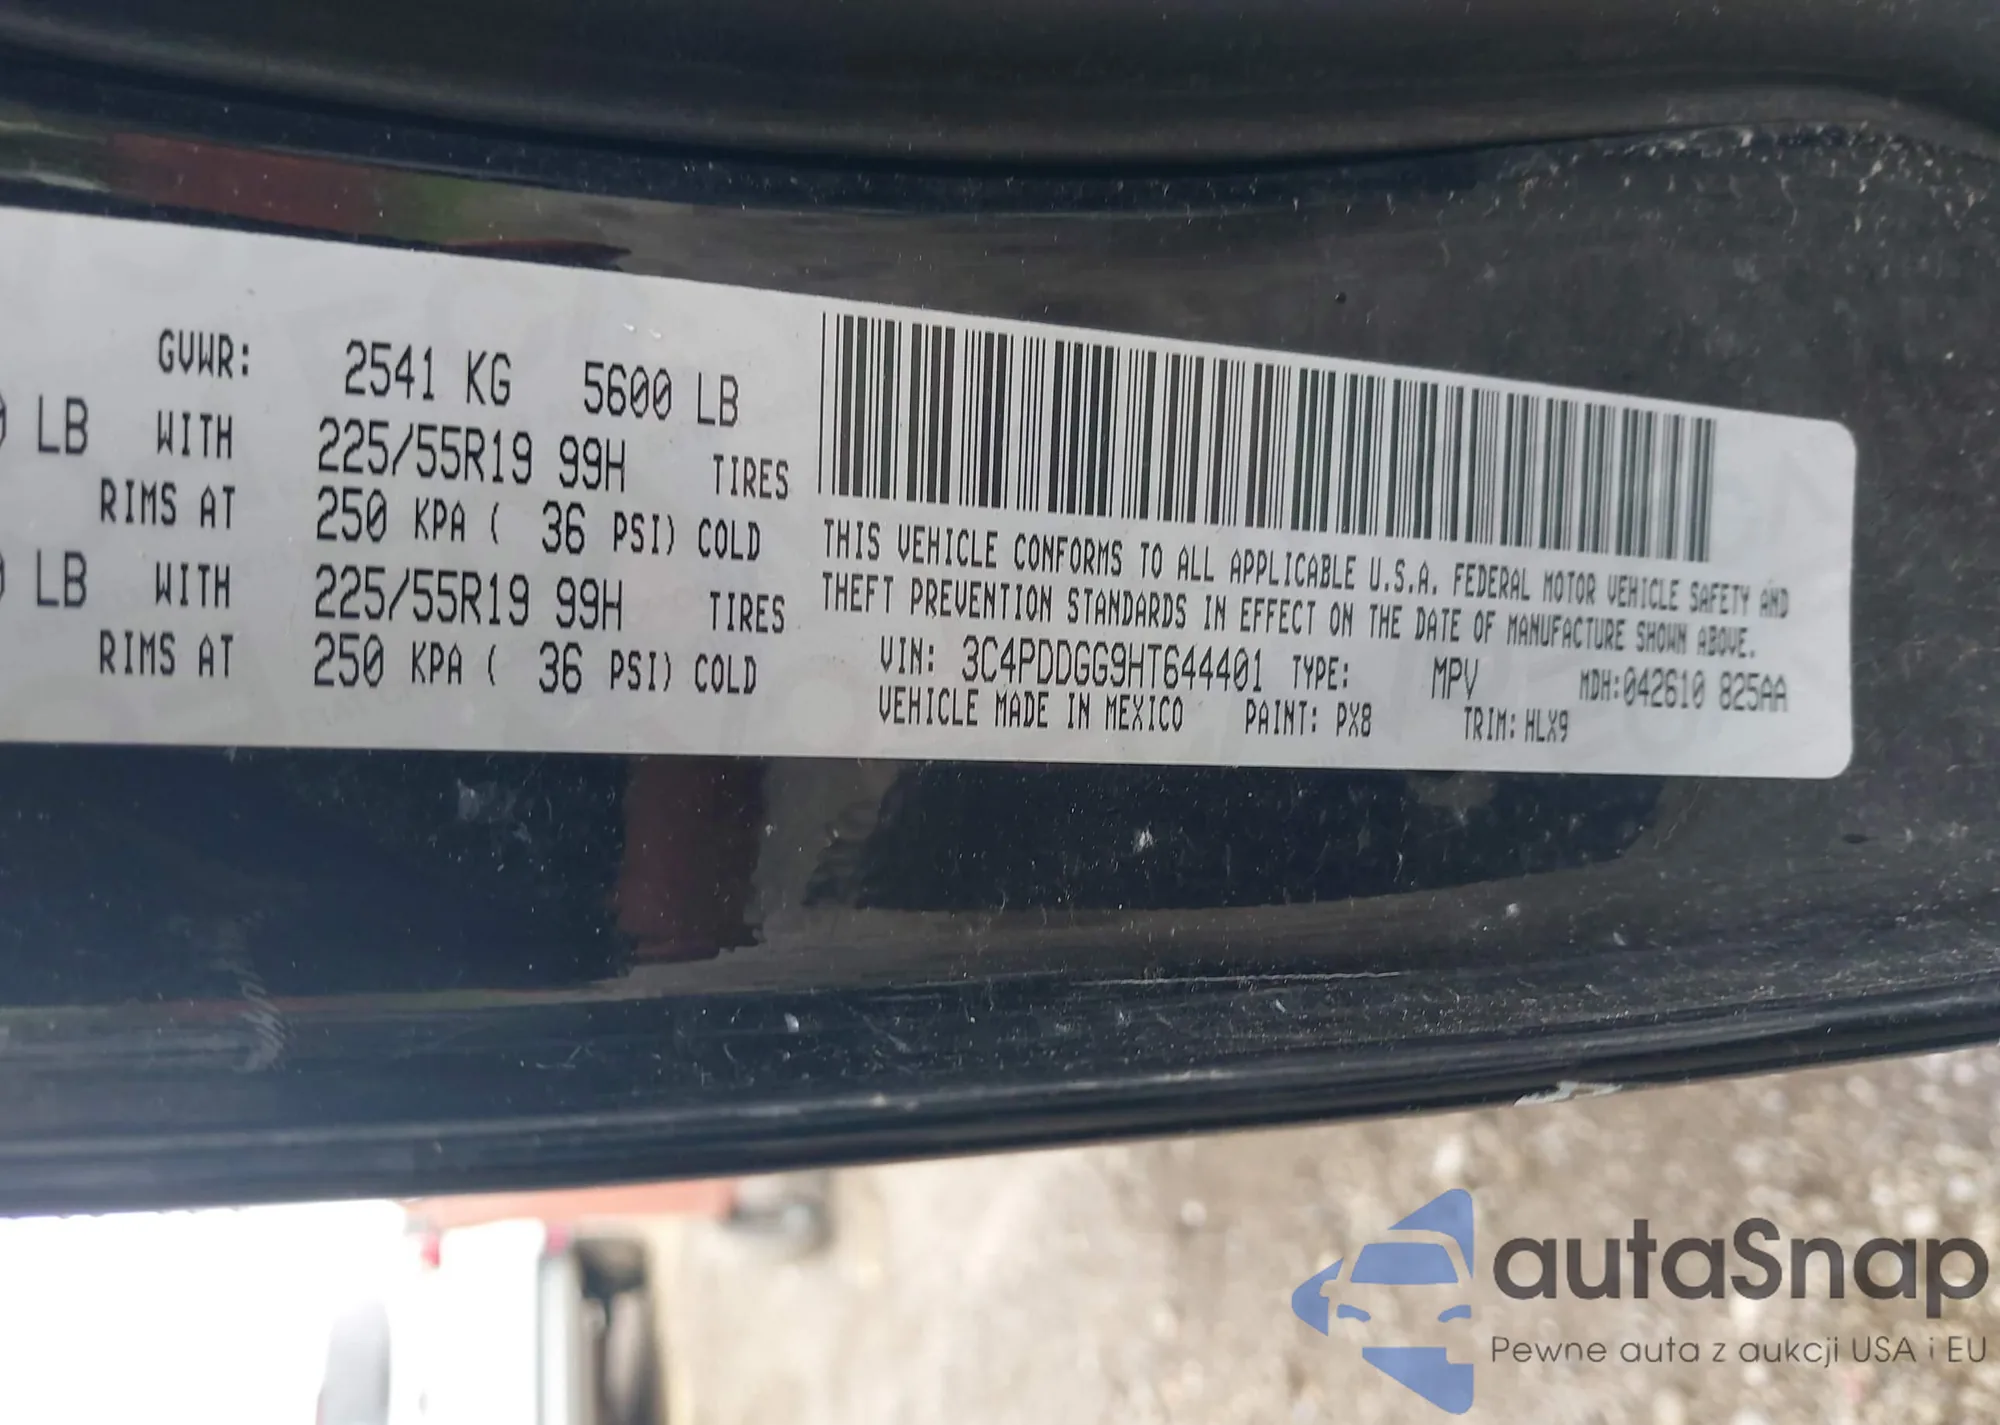 GVWR: 2541 KG 5600 LB
LB WITH 225/55R19 99H TIRES
RIMS AT 250 KPA ( 36 PSI) COLD
LB WITH 225/55R19 99H TIRES
RIMS AT 250 KPA ( 36 PSI) COLD
THIS VEHICLE CONFORMS TO ALL APPLICABLE U.S.A. FEDERAL MOTOR VEHICLE SAFETY AND
THEFT PREVENTION STANDARDS IN EFFECT ON THE DATE OF MANUFACTURE SHOWN ABOVE.
VIN: 3C4PDDGG9HT644401 TYPE: MPV MDH:042610 825AA
VEHICLE MADE IN MEXICO PAINT: PX8 TRIM: HLX9
autaSnap
Pewne auta z aukcji USA i EU